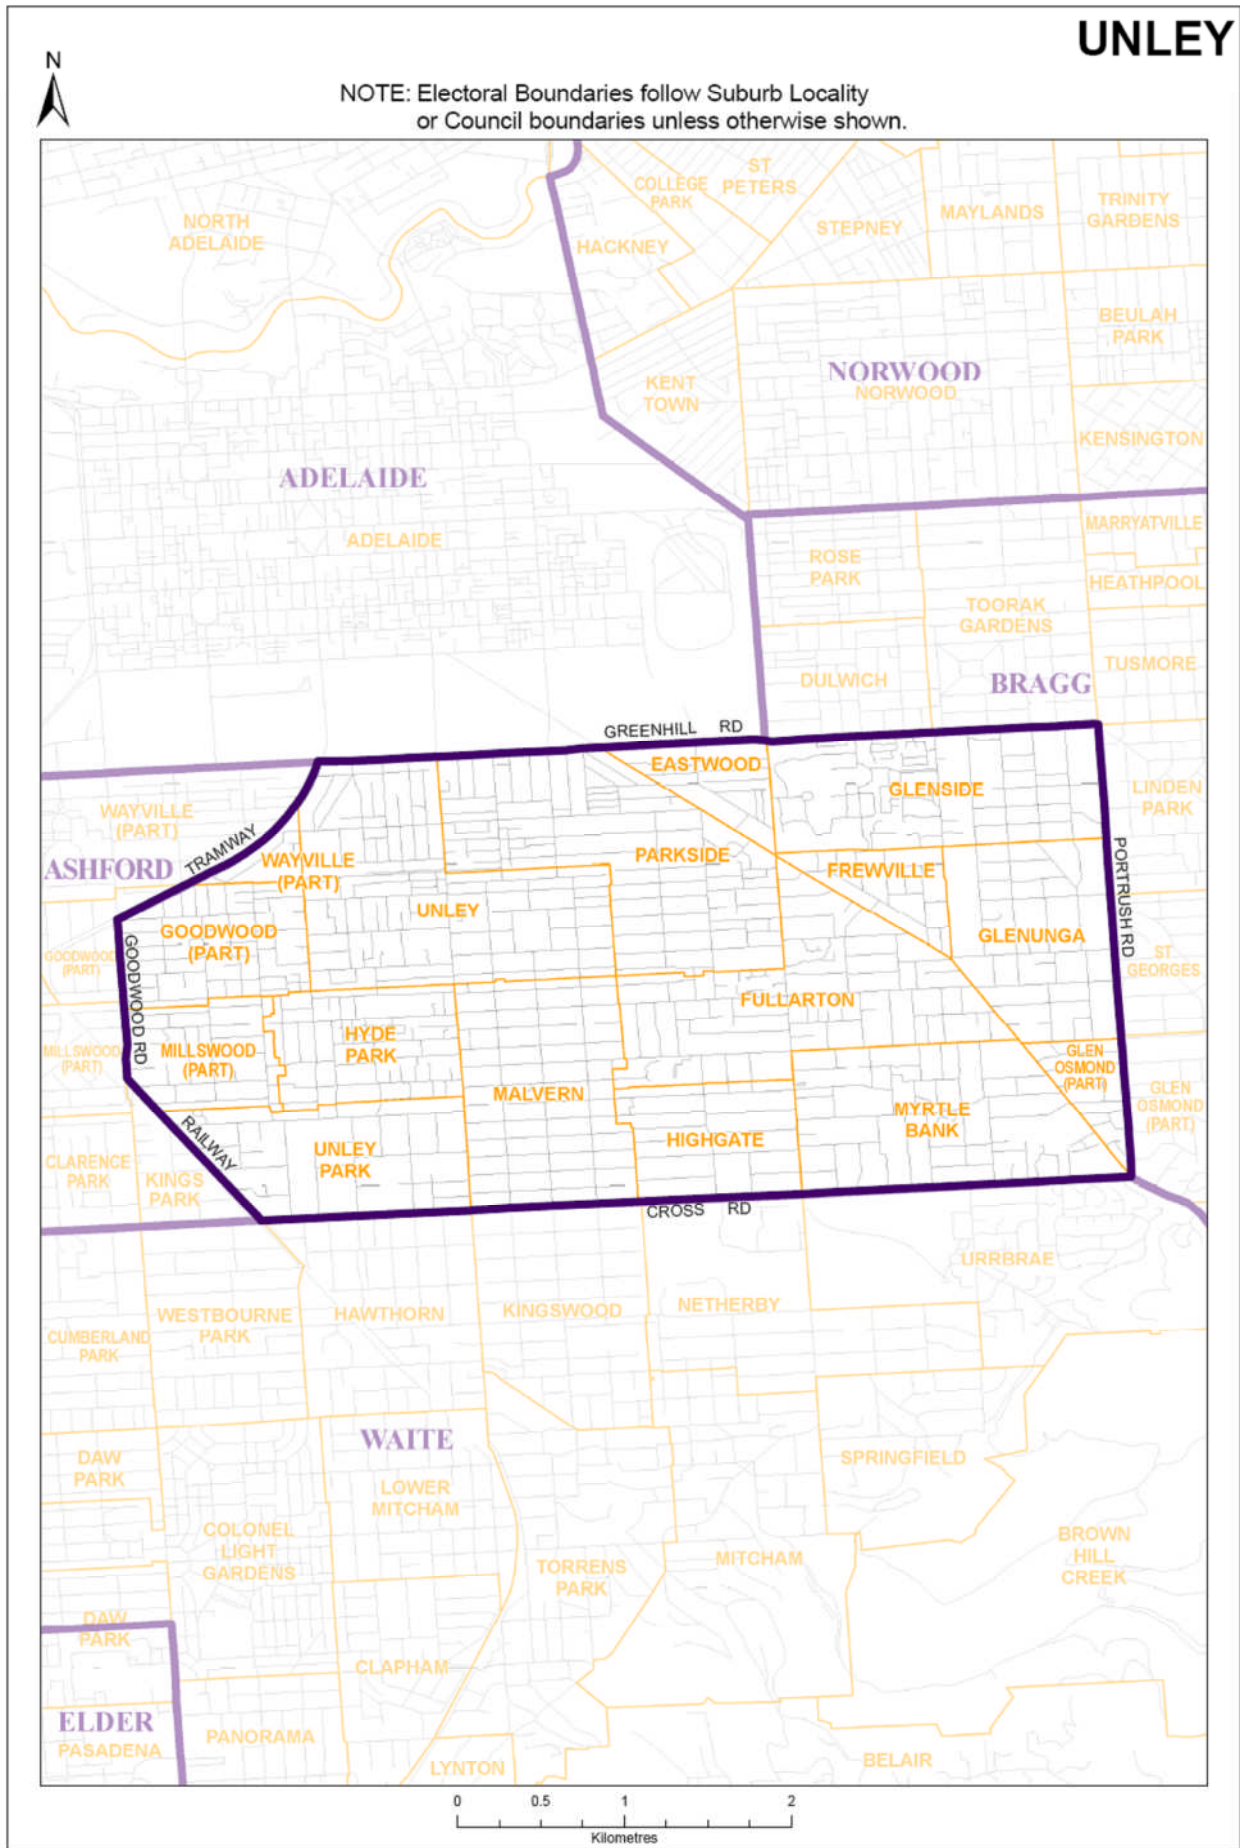 UNLEY
N
NOTE: Electoral Boundaries follow Suburb Locality
or Council boundaries unless otherwise shown.
NORTH
ADELAIDE
COLLEGE
PARK
ST
PETERS
HACKNEY
STEPNEY
MAYLANDS
TRINITY
GARDENS
BEULAH
PARK
KENT
TOWN
NORWOOD
NORWOOD
KENSINGTON
ADELAIDE
ADELAIDE
MARRYATVILLE
ROSE
PARK
HEATHPOOL
TOORAK
GARDENS
TUSMORE
DULWICH
BRAGG
GREENHILL RD
EASTWOOD
GLENSIDE
LINDEN
PARK
WAYVILLE
(PART)
TRAMWAY
ASHFORD
WAYVILLE
(PART)
PARKSIDE
FREWVILLE
PORTRUSH RD
UNLEY
GOODWOOD
(PART)
GLENUNGA
GOODWOOD
(PART)
GOODWOOD RD
ST
GEORGES
FULLARTON
HYDE
PARK
MILLSWOOD
(PART)
MILLSWOOD
(PART)
GLEN
OSMOND
(PART)
MALVERN
GLEN
OSMOND
(PART)
MYRTLE
BANK
HIGHGATE
RAILWAY
UNLEY
PARK
CLARENCE
PARK
KINGS
PARK
CROSS RD
URRBRAE
WESTBOURNE
PARK
HAWTHORN
KINGSWOOD
NETHERBY
CUMBERLAND
PARK
WAITE
DAW
PARK
SPRINGFIELD
LOWER
MITCHAM
COLONEL
LIGHT
GARDENS
TORRENS
PARK
MITCHAM
BROWN
HILL
CREEK
DAW
PARK
CLAPHAM
ELDER
PASADENA
PANORAMA
LYNTON
BELAIR
0 0.5 1 2
Kilometres